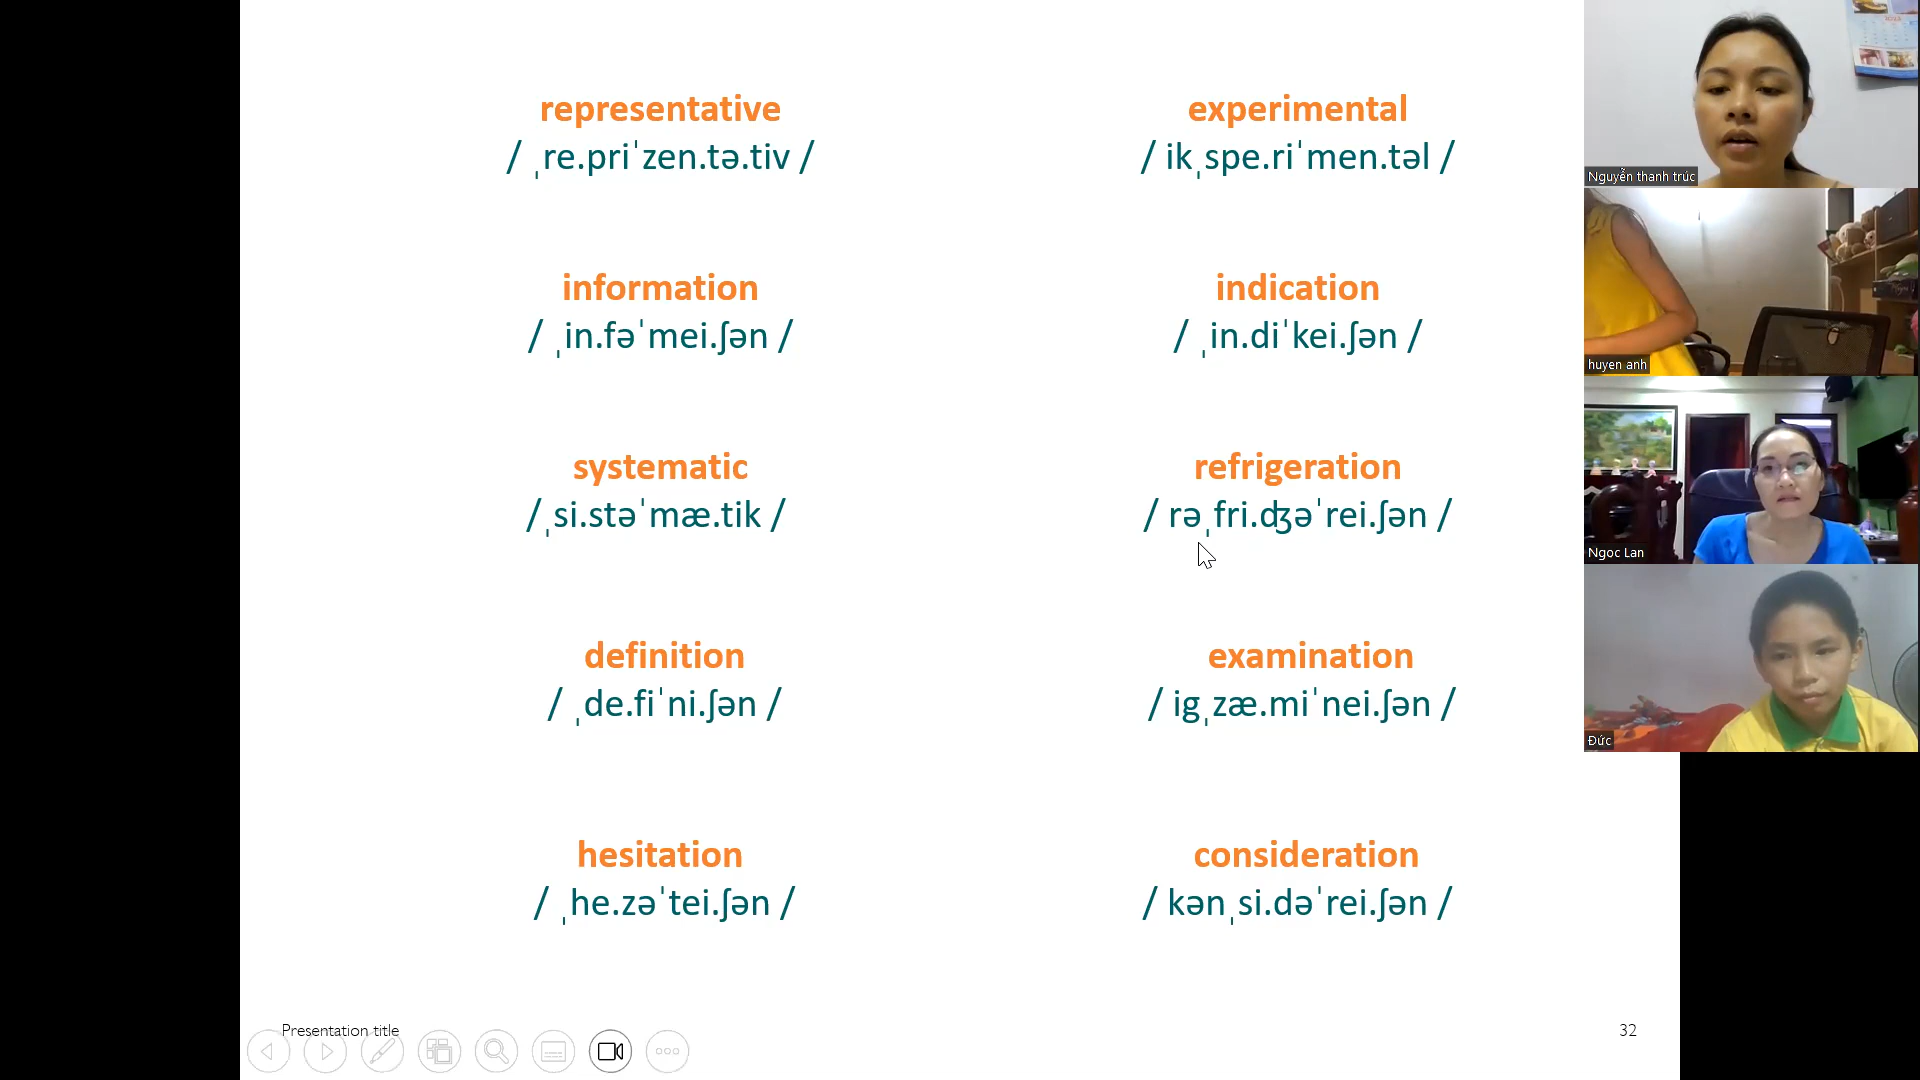 representative
/ ˌre.priˈzen.tə.tiv /
experimental
/ ikˌspe.riˈmen.təl /
information
/ ˌin.fəˈmei.ʃən /
indication
/ ˌin.diˈkei.ʃən /
systematic
/ˌsi.stəˈmæ.tik /
refrigeration
/ rəˌfri.ʤəˈrei.ʃən /
definition
/ ˌde.fiˈni.ʃən /
examination
/ igˌzæ.miˈnei.ʃən /
hesitation
/ ˌhe.zəˈtei.ʃən /
consideration
/ kənˌsi.dəˈrei.ʃən /
Presentation title
32
Nguyễn thanh trúc
huyen anh
Ngoc Lan
Đức